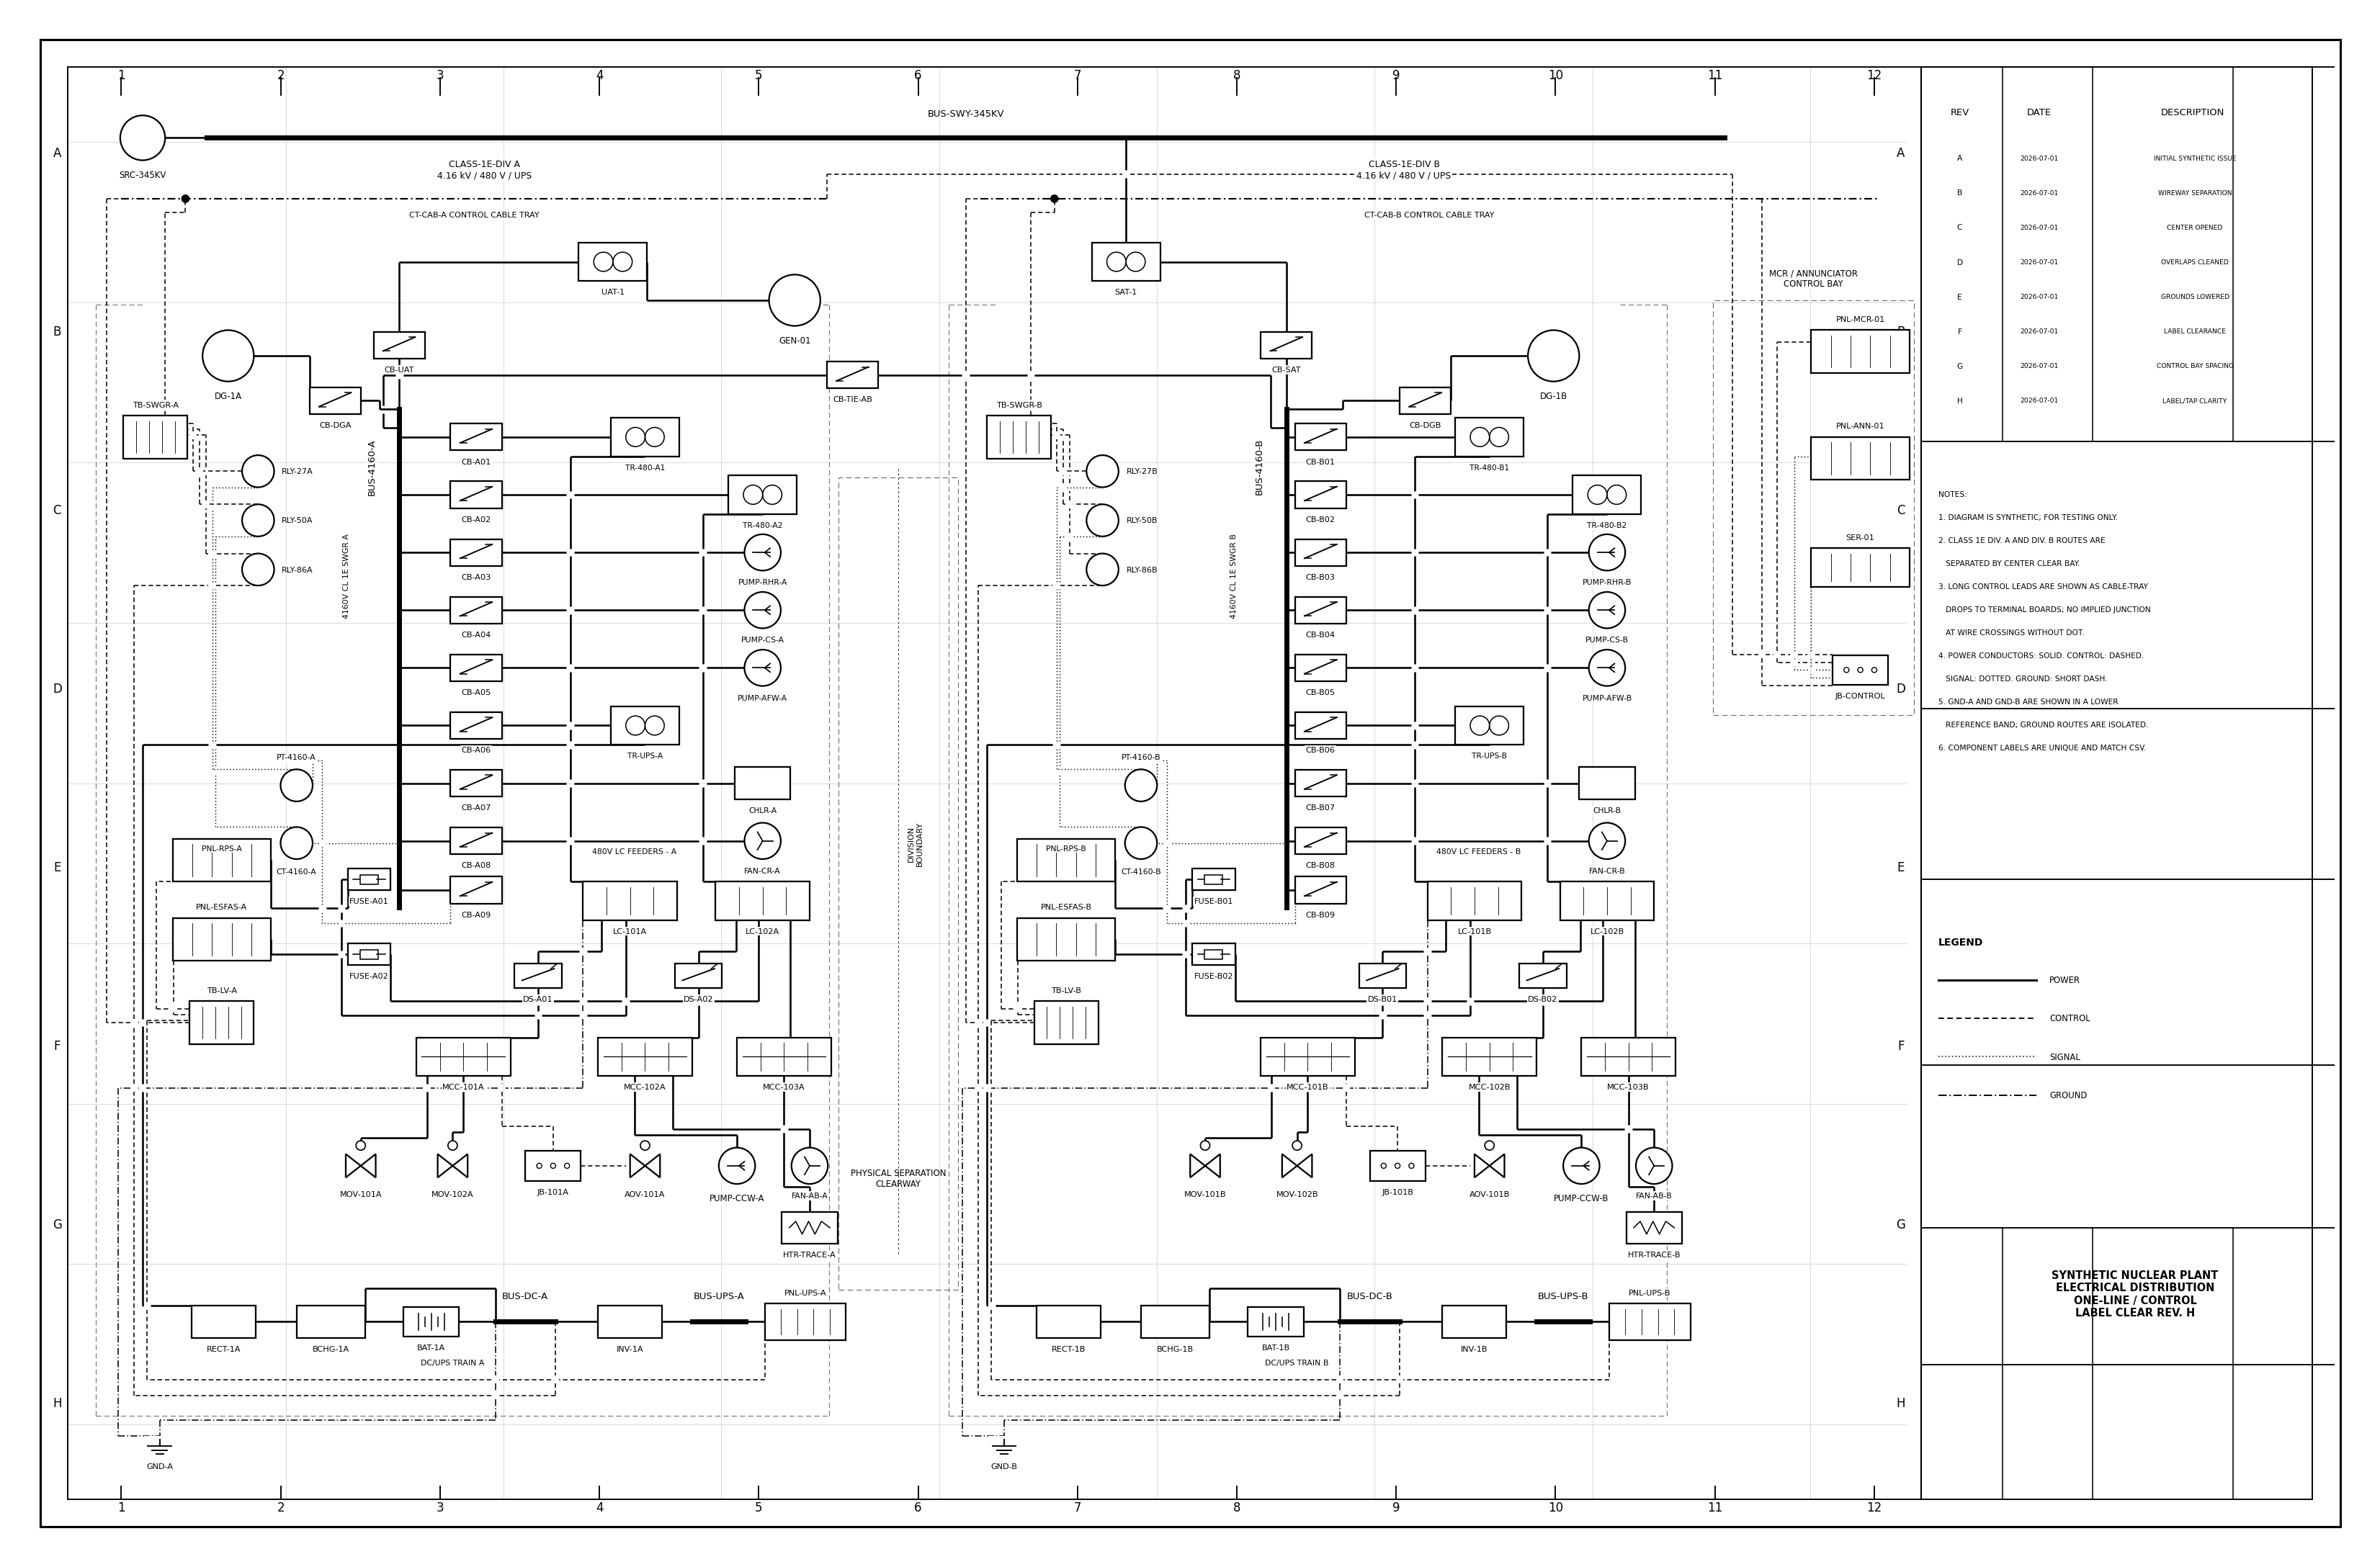 1 2 3 4 5 6 7 8 9 10 11 12
BUS-SWY-345KV
A
A
SRC-345KV
CLASS-1E-DIV A
4.16 kV / 480 V / UPS
CLASS-1E-DIV B
4.16 kV / 480 V / UPS
CT-CAB-A CONTROL CABLE TRAY
CT-CAB-B CONTROL CABLE TRAY
UAT-1
SAT-1
MCR / ANNUNCIATOR
CONTROL BAY
B
GEN-01
PNL-MCR-01
CB-UAT
CB-SAT
DG-1A
CB-TIE-AB
DG-1B
TB-SWGR-A
TB-SWGR-B
CB-DGA
CB-DGB
PNL-ANN-01
BUS-4160-A
BUS-4160-B
CB-A01
TR-480-A1
CB-B01
TR-480-B1
RLY-27A
RLY-27B
C
C
CB-A02
TR-480-A2
CB-B02
TR-480-B2
RLY-50A
RLY-50B
SER-01
4160V CL 1E SWGR A
4160V CL 1E SWGR B
RLY-86A
RLY-86B
CB-A03
PUMP-RHR-A
CB-B03
PUMP-RHR-B
CB-A04
PUMP-CS-A
CB-B04
PUMP-CS-B
D
D
CB-A05
PUMP-AFW-A
CB-B05
PUMP-AFW-B
JB-CONTROL
CB-A06
TR-UPS-A
CB-B06
TR-UPS-B
PT-4160-A
PT-4160-B
CB-A07
CHLR-A
CB-B07
CHLR-B
DIVISION
BOUNDARY
E
E
PNL-RPS-A
480V LC FEEDERS - A
PNL-RPS-B
480V LC FEEDERS - B
CT-4160-A
CB-A08
FAN-CR-A
CT-4160-B
CB-B08
FAN-CR-B
FUSE-A01
FUSE-B01
PNL-ESFAS-A
CB-A09
PNL-ESFAS-B
CB-B09
LC-101A
LC-102A
LC-101B
LC-102B
FUSE-A02
FUSE-B02
TB-LV-A
DS-A01
DS-A02
TB-LV-B
DS-B01
DS-B02
F
F
MCC-101A
MCC-102A
MCC-103A
MCC-101B
MCC-102B
MCC-103B
PHYSICAL SEPARATION
CLEARWAY
MOV-101A
MOV-102A
JB-101A
AOV-101A
PUMP-CCW-A
FAN-AB-A
MOV-101B
MOV-102B
JB-101B
AOV-101B
PUMP-CCW-B
FAN-AB-B
G
G
HTR-TRACE-A
HTR-TRACE-B
BUS-DC-A
BUS-UPS-A
PNL-UPS-A
BUS-DC-B
BUS-UPS-B
PNL-UPS-B
RECT-1A
BCHG-1A
BAT-1A
INV-1A
RECT-1B
BCHG-1B
BAT-1B
INV-1B
DC/UPS TRAIN A
DC/UPS TRAIN B
H
H
GND-A
GND-B
1 2 3 4 5 6 7 8 9 10 11 12
REV DATE DESCRIPTION
A 2026-07-01 INITIAL SYNTHETIC ISSUE
B 2026-07-01 WIREWAY SEPARATION
C 2026-07-01 CENTER OPENED
D 2026-07-01 OVERLAPS CLEANED
E 2026-07-01 GROUNDS LOWERED
F 2026-07-01 LABEL CLEARANCE
G 2026-07-01 CONTROL BAY SPACING
H 2026-07-01 LABEL/TAP CLARITY
NOTES:
1. DIAGRAM IS SYNTHETIC; FOR TESTING ONLY.
2. CLASS 1E DIV. A AND DIV. B ROUTES ARE
SEPARATED BY CENTER CLEAR BAY.
3. LONG CONTROL LEADS ARE SHOWN AS CABLE-TRAY
DROPS TO TERMINAL BOARDS; NO IMPLIED JUNCTION
AT WIRE CROSSINGS WITHOUT DOT.
4. POWER CONDUCTORS: SOLID. CONTROL: DASHED.
SIGNAL: DOTTED. GROUND: SHORT DASH.
5. GND-A AND GND-B ARE SHOWN IN A LOWER
REFERENCE BAND; GROUND ROUTES ARE ISOLATED.
6. COMPONENT LABELS ARE UNIQUE AND MATCH CSV.
LEGEND
POWER
CONTROL
SIGNAL
GROUND
SYNTHETIC NUCLEAR PLANT
ELECTRICAL DISTRIBUTION
ONE-LINE / CONTROL
LABEL CLEAR REV. H